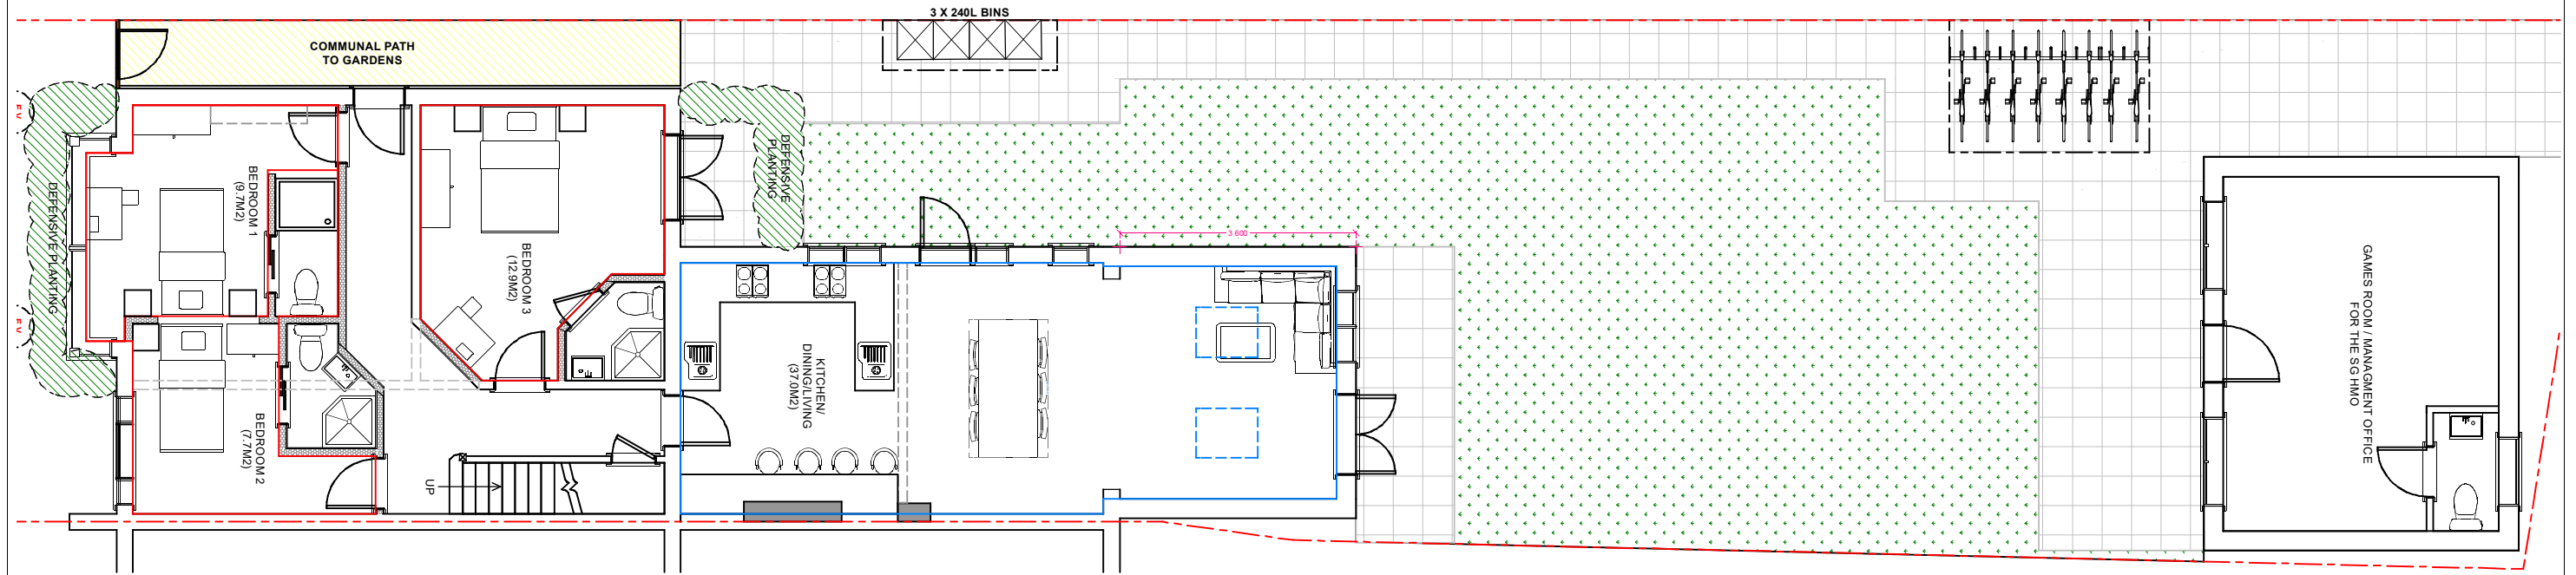 3 X 240L BINS
COMMUNAL PATH
TO GARDENS
EV
EV
DEFENSIVE PLANTING
BEDROOM 1
(9.7M2)
BEDROOM 2
(7.7M2)
BEDROOM 3
(12.9M2)
UP
DEFENSIVE
PLANTING
KITCHEN/
DINING/LIVING
(37.0M2)
3 600
GAMES ROOM / MANAGMENT OFFICE
FOR THE SG HMO